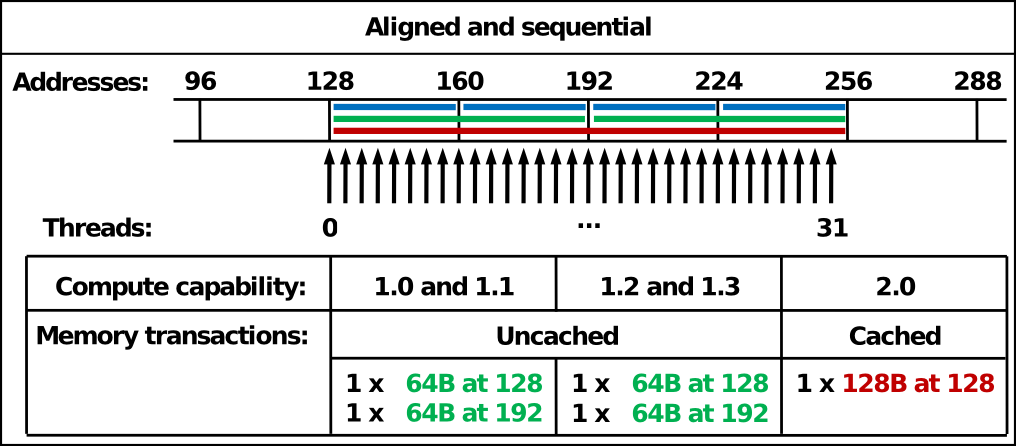 Aligned and sequential
Addresses: 96 128 160 192 224 256 288
Threads: 0 ... 31
Compute capability: 1.0 and 1.1 1.2 and 1.3 2.0
Memory transactions: Uncached Cached
1 x 64B at 128 1 x 64B at 128 1 x 128B at 128
1 x 64B at 192 1 x 64B at 192